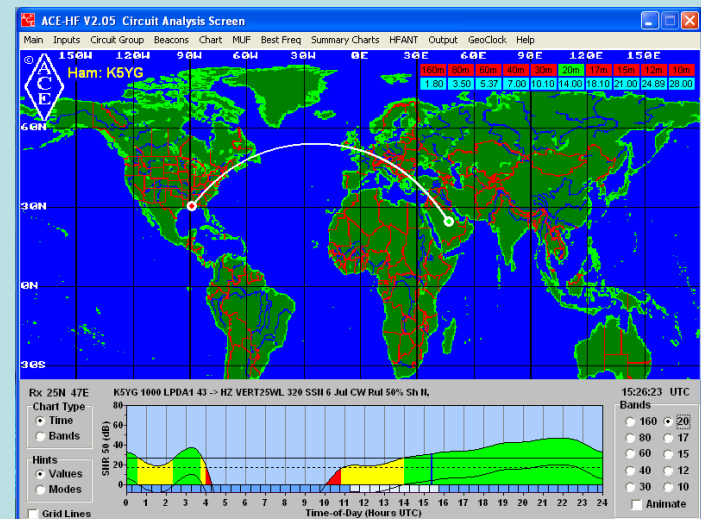 ACE-HF V2.05 Circuit Analysis Screen
Main Inputs Circuit Group Beacons Chart MUF Best Freq Summary Charts HFANT Output GeoClock Help
150W 120W 90W 60W 30W 0E 30E 60E 90E 120E 150E
© ACE
Ham: K5YG
160m 80m 60m 40m 30m 20m 17m 15m 12m 10m
1.80 3.50 5.37 7.00 10.10 14.00 18.10 21.00 24.89 28.00
60N
30N
0N
30S
Rx 25N 47E
K5YG 1000 LPDA1 43 -> HZ VERT25WL 320 SSN 6 Jul CW Rul 50% Sh N,
15:26:23 UTC
Chart Type
Time
Bands
Hints
Values
Modes
Grid Lines
SNR 50 (dB)
80
60
40
20
0
0 1 2 3 4 5 6 7 8 9 10 11 12 13 14 15 16 17 18 19 20 21 22 23 24
Time-of-Day (Hours UTC)
Bands
160 20
80 17
60 15
40 12
30 10
Animate